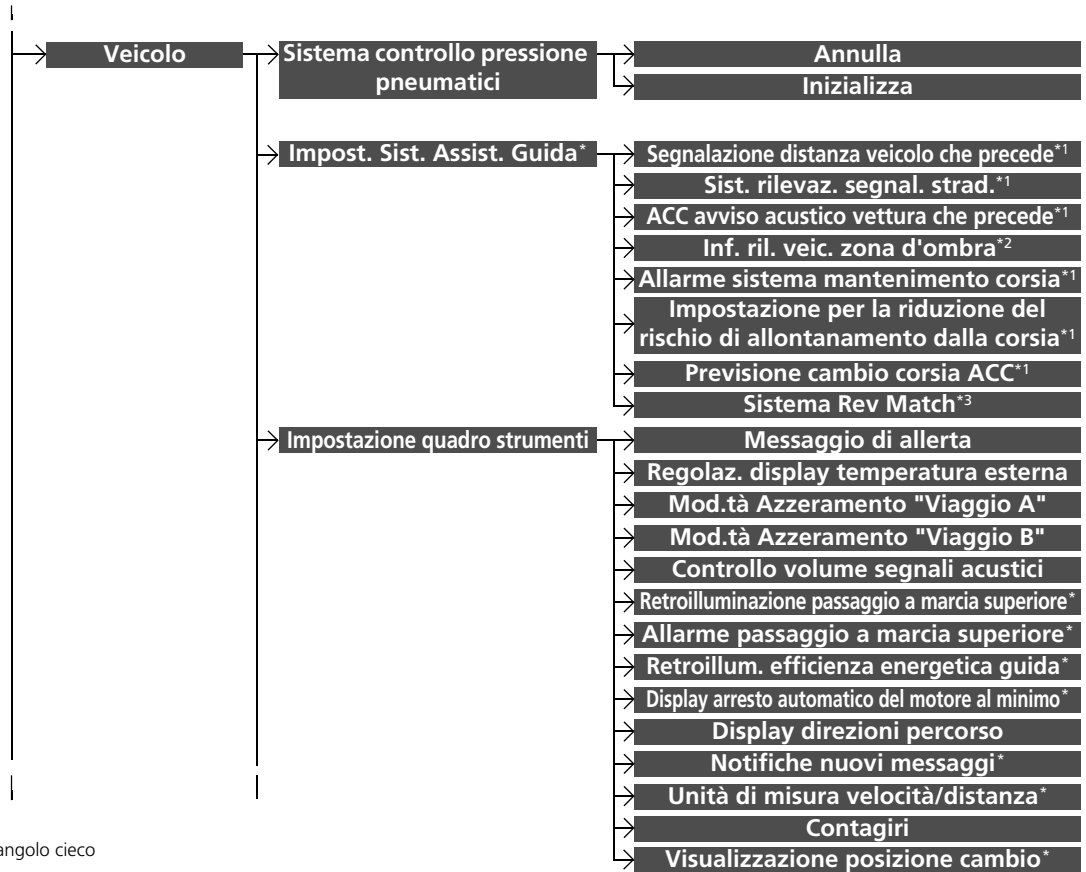 Veicolo
Sistema controllo pressione
pneumatici
Annulla
Inizializza
Impost. Sist. Assist. Guida*
Segnalazione distanza veicolo che precede*1
Sist. rilevaz. segnal. strad.*1
ACC avviso acustico vettura che precede*1
Inf. ril. veic. zona d'ombra*2
Allarme sistema mantenimento corsia*1
Impostazione per la riduzione del
rischio di allontanamento dalla corsia*1
Previsione cambio corsia ACC*1
Sistema Rev Match*3
Impostazione quadro strumenti
Messaggio di allerta
Regolaz. display temperatura esterna
Mod.tà Azzeramento "Viaggio A"
Mod.tà Azzeramento "Viaggio B"
Controllo volume segnali acustici
Retroilluminazione passaggio a marcia superiore*
Allarme passaggio a marcia superiore*
Retroillum. efficienza energetica guida*
Display arresto automatico del motore al minimo*
Display direzioni percorso
Notifiche nuovi messaggi*
Unità di misura velocità/distanza*
Contagiri
Visualizzazione posizione cambio*
angolo cieco